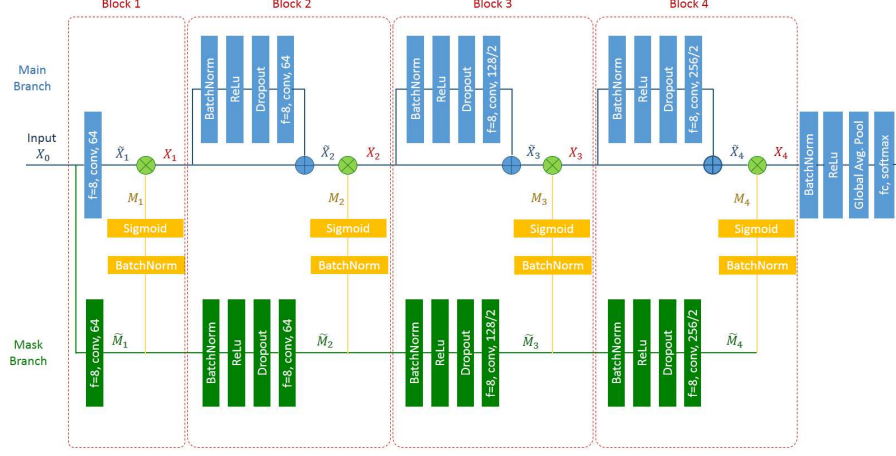 Block 1
Block 2
Block 3
Block 4
Main
Branch
BatchNorm
ReLu
Dropout
f=8, conv, 64
BatchNorm
ReLu
Dropout
f=8, conv, 128/2
BatchNorm
ReLu
Dropout
f=8, conv, 256/2
Input
X₀
f=8, conv, 64
X̃₁
X₁
X̃₂
X₂
X̃₃
X₃
X̃₄
X₄
BatchNorm
ReLu
Global Avg. Pool
fc, softmax
M₁
M₂
M₃
M₄
Sigmoid
Sigmoid
Sigmoid
Sigmoid
BatchNorm
BatchNorm
BatchNorm
BatchNorm
Mask
Branch
f=8, conv, 64
M̃₁
BatchNorm
ReLu
Dropout
f=8, conv, 64
M̃₂
BatchNorm
ReLu
Dropout
f=8, conv, 128/2
M̃₃
BatchNorm
ReLu
Dropout
f=8, conv, 256/2
M̃₄